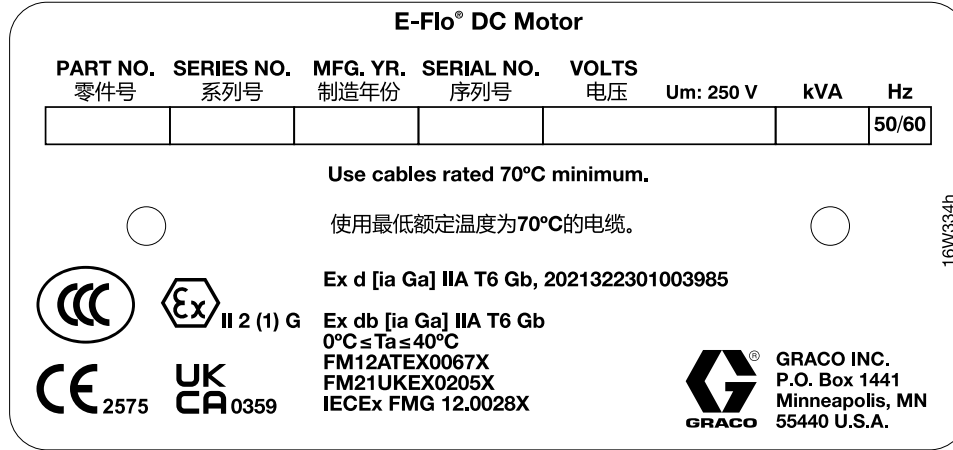 E-Flo® DC Motor
PART NO. SERIES NO. MFG. YR. SERIAL NO. VOLTS
零件号 系列号 制造年份 序列号 电压 Um: 250 V kVA Hz
50/60
Use cables rated 70ºC minimum.
使用最低额定温度为70ºC的电缆。
16W334h
Ex d [ia Ga] IIA T6 Gb, 2021322301003985
CCC
Ex II 2 (1) G
Ex db [ia Ga] IIA T6 Gb
0ºC≤Ta≤40ºC
FM12ATEX0067X
FM21UKEX0205X
IECEx FMG 12.0028X
CE 2575
UK
CA 0359
G®
GRACO
GRACO INC.
P.O. Box 1441
Minneapolis, MN
55440 U.S.A.